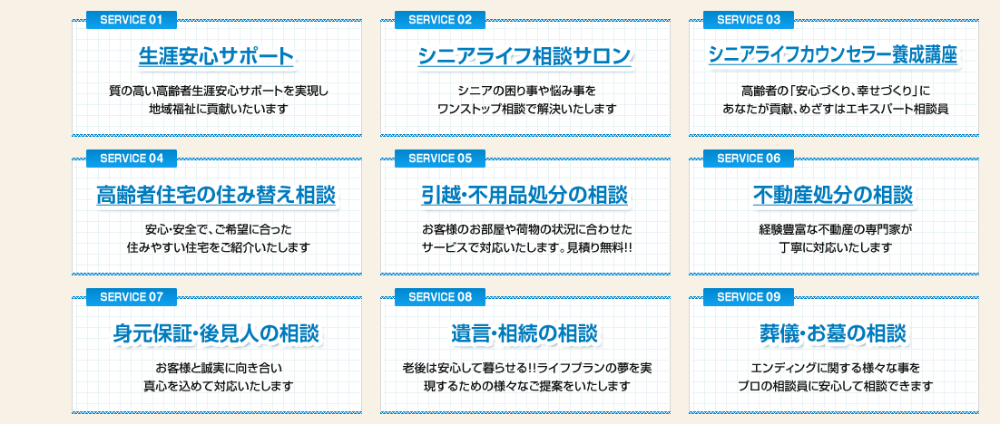 SERVICE 01
生涯安心サポート
質の高い高齢者生涯安心サポートを実現し
地域福祉に貢献いたいます
SERVICE 02
シニアライフ相談サロン
シニアの困り事や悩み事を
ワンストップ相談で解決いたします
SERVICE 03
シニアライフカウンセラー養成講座
高齢者の「安心づくり、幸せづくり」に
あなたが貢献、めざすはエキスパート相談員
SERVICE 04
高齢者住宅の住み替え相談
安心・安全で、ご希望に合った
住みやすい住宅をご紹介いたします
SERVICE 05
引越・不用品処分の相談
お客様のお部屋や荷物の状況に合わせた
サービスで対応いたします。見積り無料!!
SERVICE 06
不動産処分の相談
経験豊富な不動産の専門家が
丁寧に対応いたします
SERVICE 07
身元保証・後見人の相談
お客様と誠実に向き合い
真心を込めて対応いたします
SERVICE 08
遺言・相続の相談
老後は安心して暮らせる!!ライフプランの夢を実
現するための様々なご提案をいたします
SERVICE 09
葬儀・お墓の相談
エンディングに関する様々な事を
プロの相談員に安心して相談できます